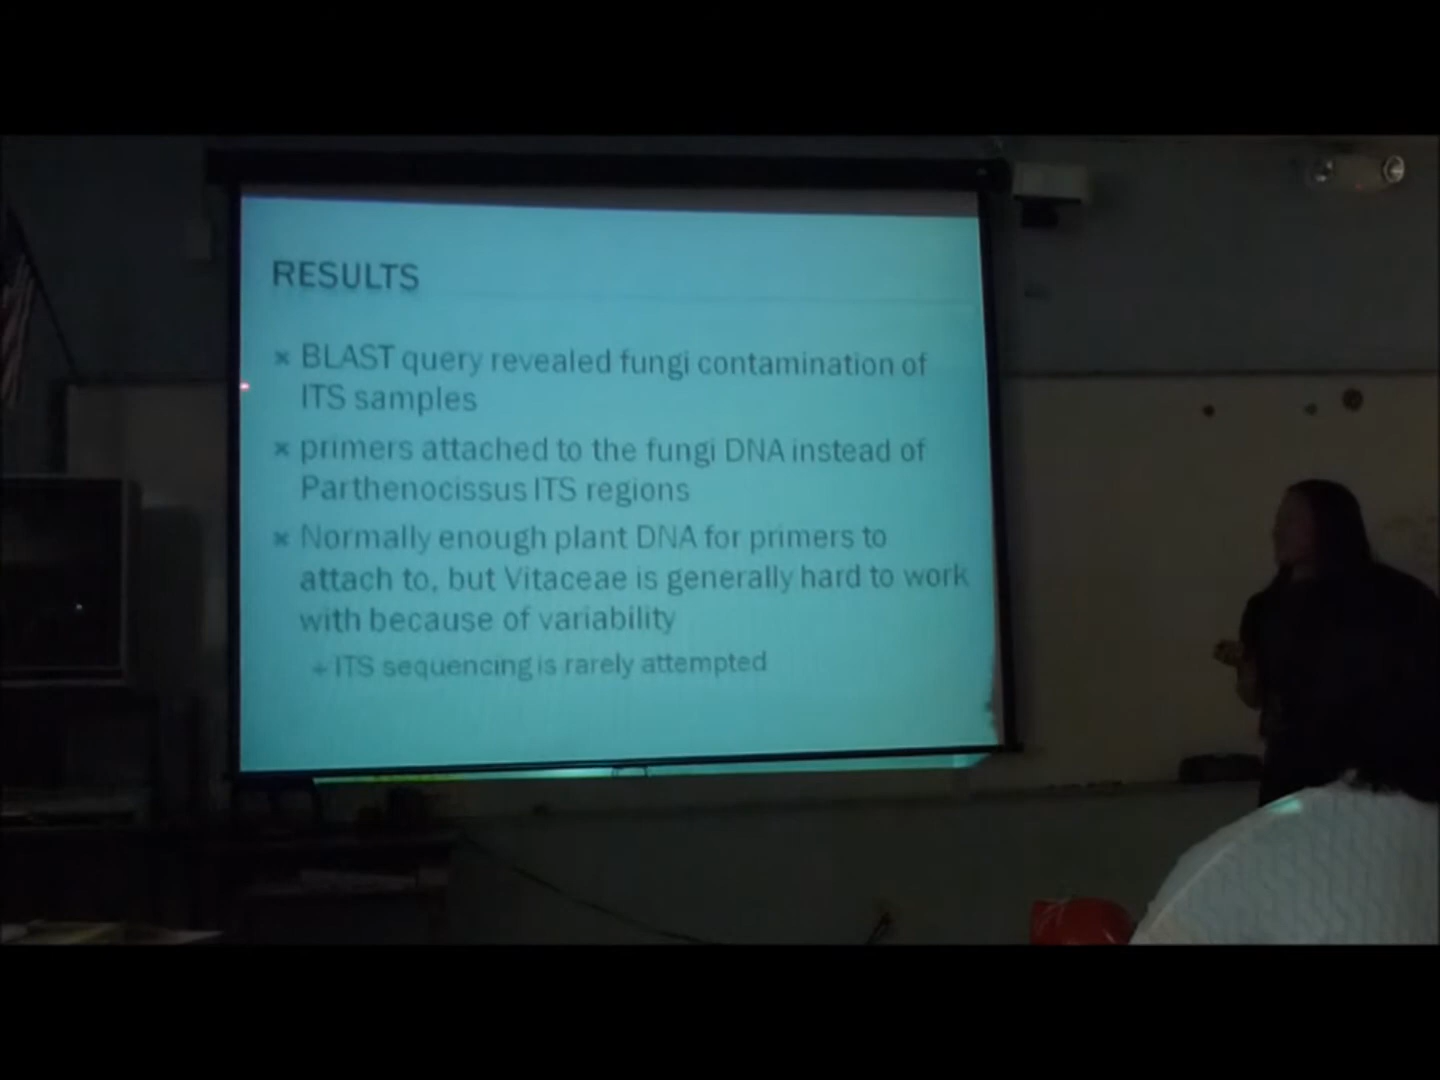 RESULTS
× BLAST query revealed fungi contamination of
ITS samples
× primers attached to the fungi DNA instead of
Parthenocissus ITS regions
× Normally enough plant DNA for primers to
attach to, but Vitaceae is generally hard to work
with because of variability
+ ITS sequencing is rarely attempted